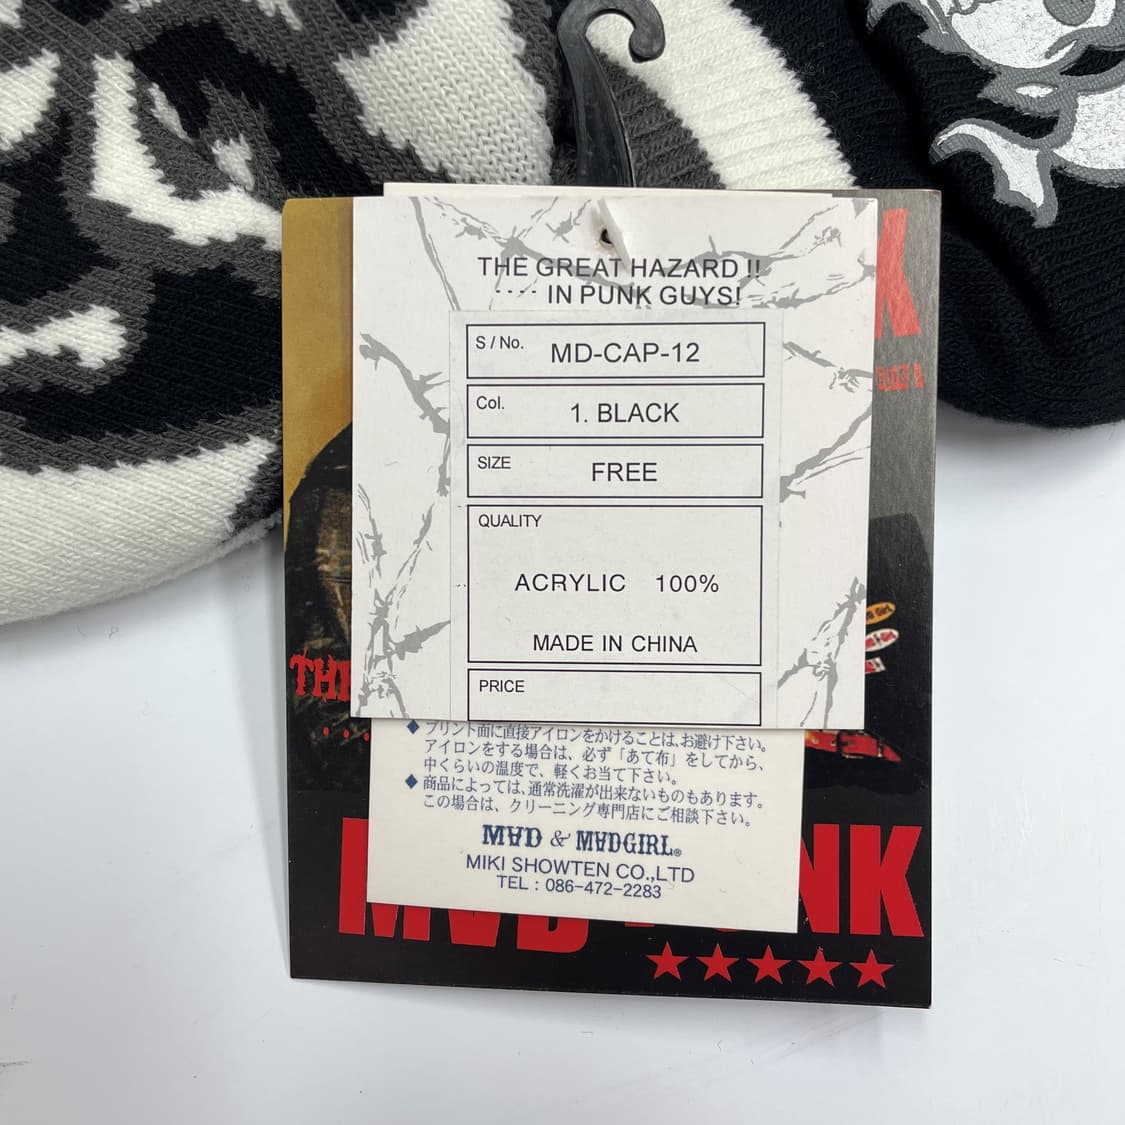 THE GREAT HAZARD !!
---- IN PUNK GUYS!
S / No. MD-CAP-12
Col. 1. BLACK
SIZE FREE
QUALITY
ACRYLIC 100%
MADE IN CHINA
PRICE
◆ プリント面に直接アイロンをかけることは、お避け下さい。
アイロンをする場合は、必ず「あて布」をしてから、
中くらいの温度で、軽くお当て下さい。
◆ 商品によっては、通常洗濯が出来ないものもあります。
この場合は、クリーニング専門店にご相談下さい。
MAD & MADGIRL®
MIKI SHOWTEN CO.,LTD
TEL : 086-472-2283
★★★★★